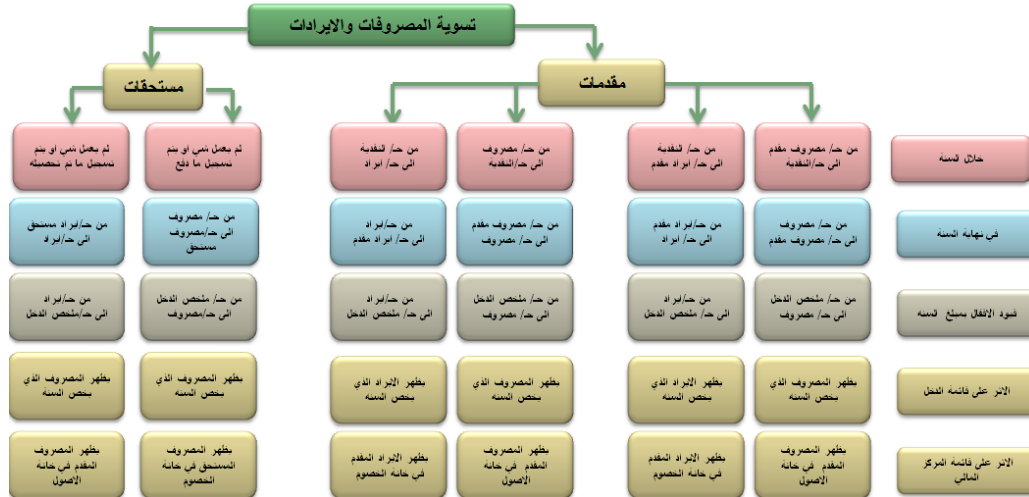 تسوية المصروفات والايرادات
مقدمات
مستحقات
خلال السنة
من حـ/ مصروف مقدم
الى حـ/النقدية
من حـ/ النقدية
الى حـ/ ايراد مقدم
من حـ/ مصروف
الى حـ/النقدية
من حـ/ النقدية
الى حـ/ ايراد
لم يعمل شي او يتم
تسجيل ما دفع
لم يعمل شي او يتم
تسجيل ما تم تحصيله
في نهاية السنة
من حـ/ مصروف
الى حـ/ مصروف مقدم
من حـ/ ايراد مقدم
الى حـ/ ايراد
من حـ/ مصروف مقدم
الى حـ/ مصروف
من حـ/ايراد
الى حـ/ ايراد مقدم
من حـ/ مصروف
الى حـ/مصروف
مستحق
من حـ/ايراد مستحق
الى حـ/ايراد
قيود الاقفال بمبلغ السنه
من حـ/ ملخص الدخل
الى حـ/ مصروف
من حـ/ايراد
الى حـ/ ملخص الدخل
من حـ/ ملخص الدخل
الى حـ/ مصروف
من حـ/ايراد
الى حـ/ ملخص الدخل
من حـ/ ملخص الدخل
الى حـ/مصروف
من حـ/ايراد
الى حـ/ملخص الدخل
الاثر على قائمة الدخل
يظهر المصروف الذي
يخص السنه
يظهر الايراد الذي
يخص السنه
يظهر المصروف الذي
يخص السنه
يظهر الايراد الذي
يخص السنه
يظهر المصروف الذي
يخص السنة
يظهر المصروف الذي
يخص السنة
الاثر على قائمة المركز
المالي
يظهر المصروف
المقدم في خانة
الاصول
يظهر الايراد المقدم
في خانة الخصوم
يظهر المصروف
المقدم في خانة
الاصول
يظهر الايراد المقدم
في خانة الخصوم
يظهر المصروف
المستحق في خانة
الخصوم
يظهر المصروف
المقدم في خانة
الاصول